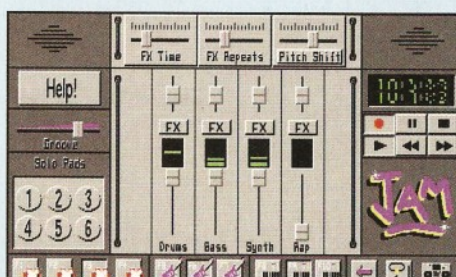 FX Time FX Repeats Pitch Shift
Help!
Groove
Solo Pads
1 2 3
4 5 6
FX FX FX FX
Drums Bass Synth Rap
JAM